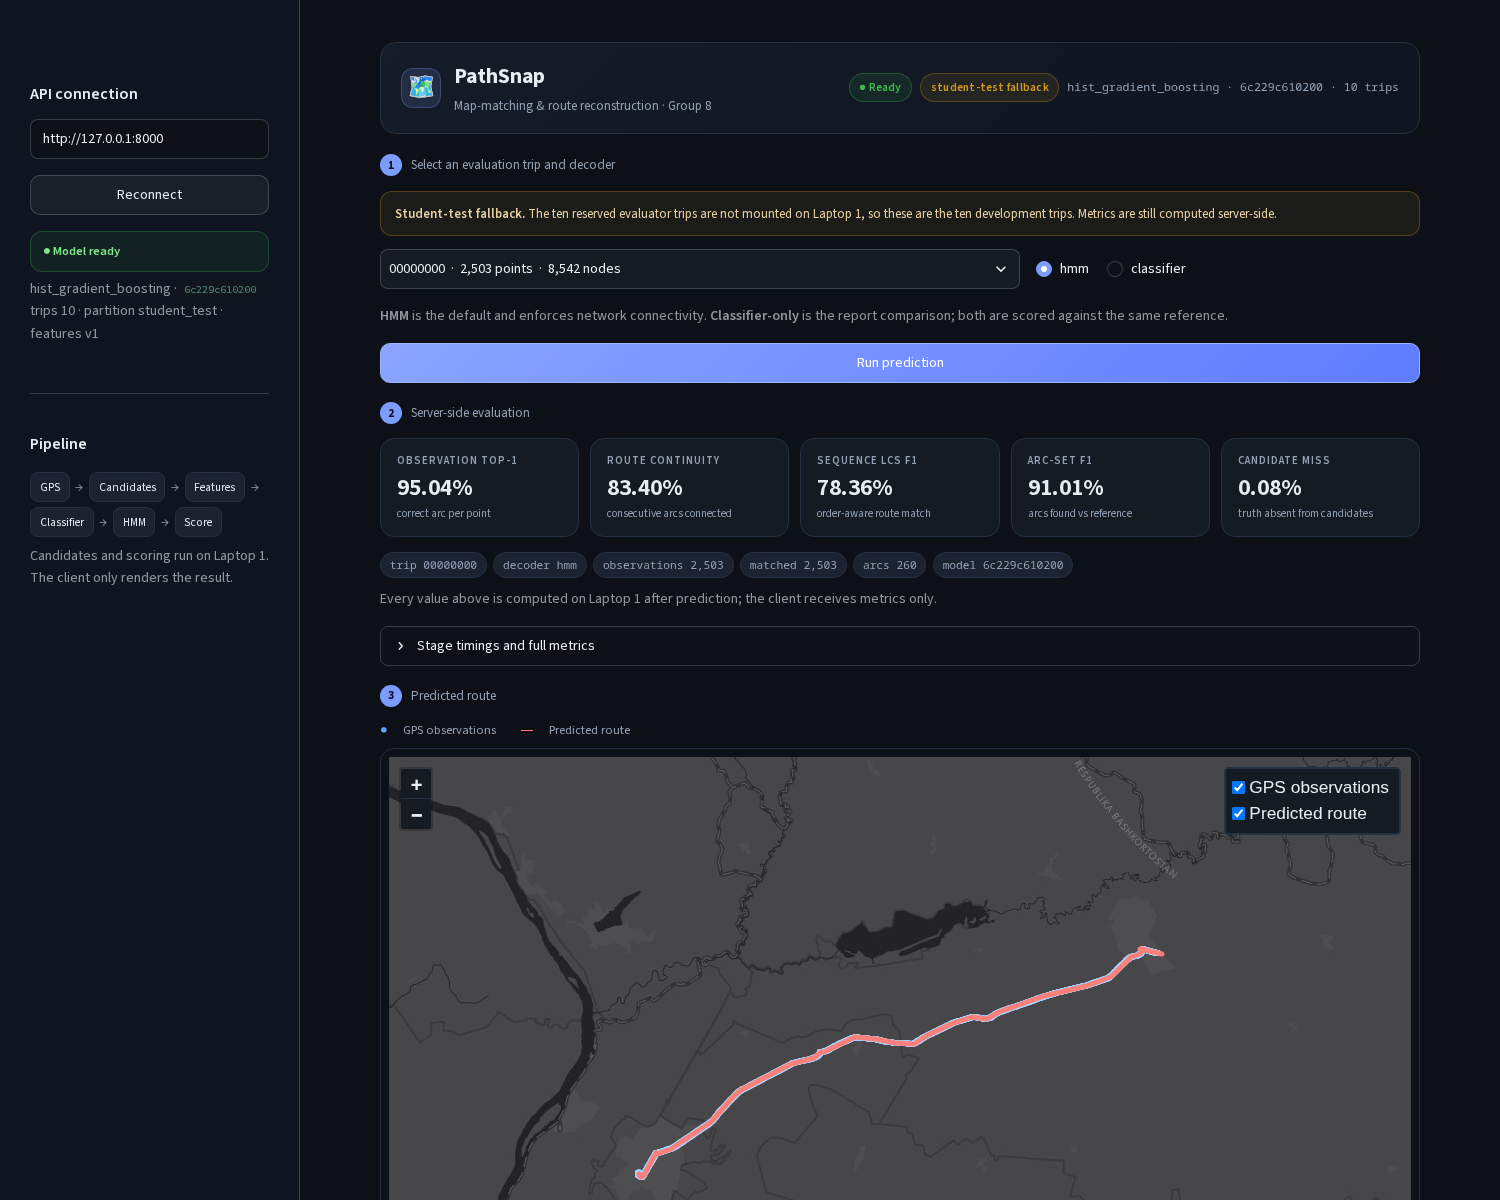 API connection
http://127.0.0.1:8000
Reconnect
Model ready
hist_gradient_boosting · 6c229c610200
trips 10 · partition student_test ·
features v1
Pipeline
GPS → Candidates → Features →
Classifier → HMM → Score
Candidates and scoring run on Laptop 1.
The client only renders the result.
PathSnap
Map-matching & route reconstruction · Group 8
Ready
student-test fallback
hist_gradient_boosting · 6c229c610200 · 10 trips
1 Select an evaluation trip and decoder
Student-test fallback. The ten reserved evaluator trips are not mounted on Laptop 1, so these are the ten development trips. Metrics are still computed server-side.
00000000 · 2,503 points · 8,542 nodes
hmm
classifier
HMM is the default and enforces network connectivity. Classifier-only is the report comparison; both are scored against the same reference.
Run prediction
2 Server-side evaluation
OBSERVATION TOP-1
95.04%
correct arc per point
ROUTE CONTINUITY
83.40%
consecutive arcs connected
SEQUENCE LCS F1
78.36%
order-aware route match
ARC-SET F1
91.01%
arcs found vs reference
CANDIDATE MISS
0.08%
truth absent from candidates
trip 00000000
decoder hmm
observations 2,503
matched 2,503
arcs 260
model 6c229c610200
Every value above is computed on Laptop 1 after prediction; the client receives metrics only.
Stage timings and full metrics
3 Predicted route
GPS observations
Predicted route
+
−
RESPUBLIKA BASHKORTOSTAN
GPS observations
Predicted route